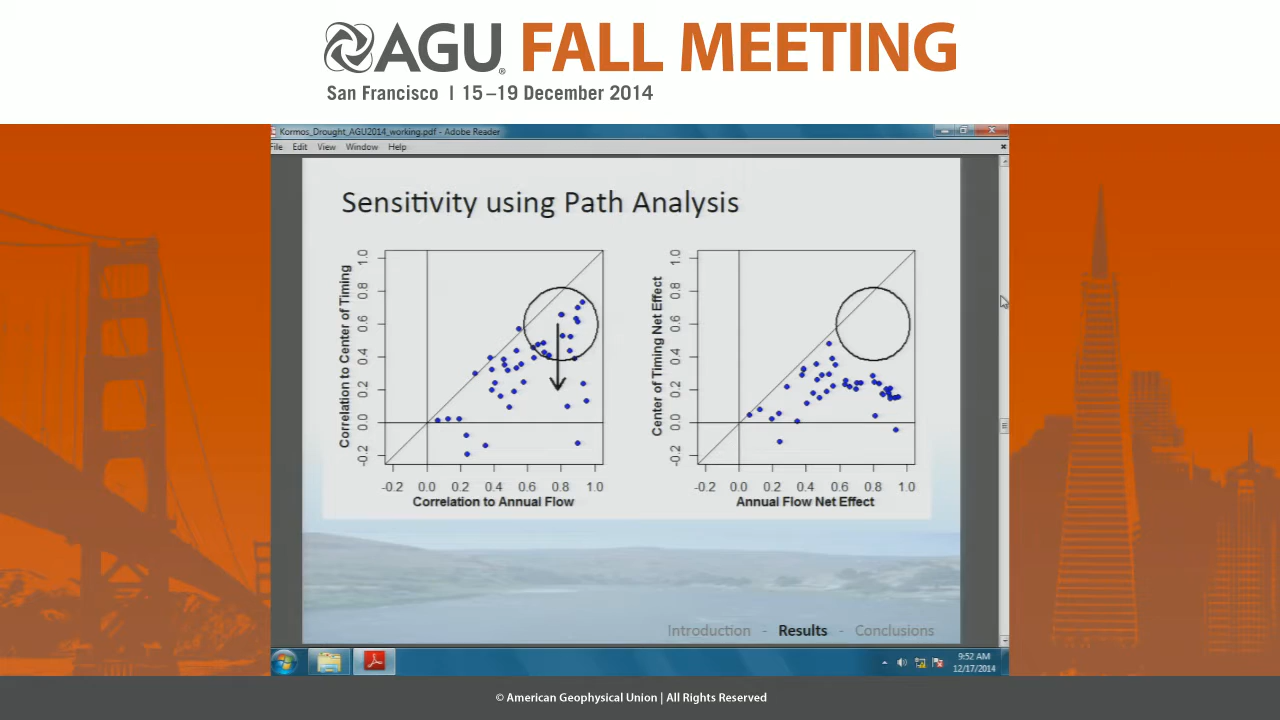 AGU FALL MEETING
San Francisco | 15–19 December 2014
Kormos_Drought_AGU2014_working.pdf - Adobe Reader
File Edit View Window Help
Sensitivity using Path Analysis
Correlation to Center of Timing
1.0
0.8
0.6
0.4
0.2
0.0
-0.2
-0.2 0.0 0.2 0.4 0.6 0.8 1.0
Correlation to Annual Flow
Center of Timing Net Effect
1.0
0.8
0.6
0.4
0.2
0.0
-0.2
-0.2 0.0 0.2 0.4 0.6 0.8 1.0
Annual Flow Net Effect
Introduction - Results - Conclusions
9:52 AM
12/17/2014
© American Geophysical Union | All Rights Reserved